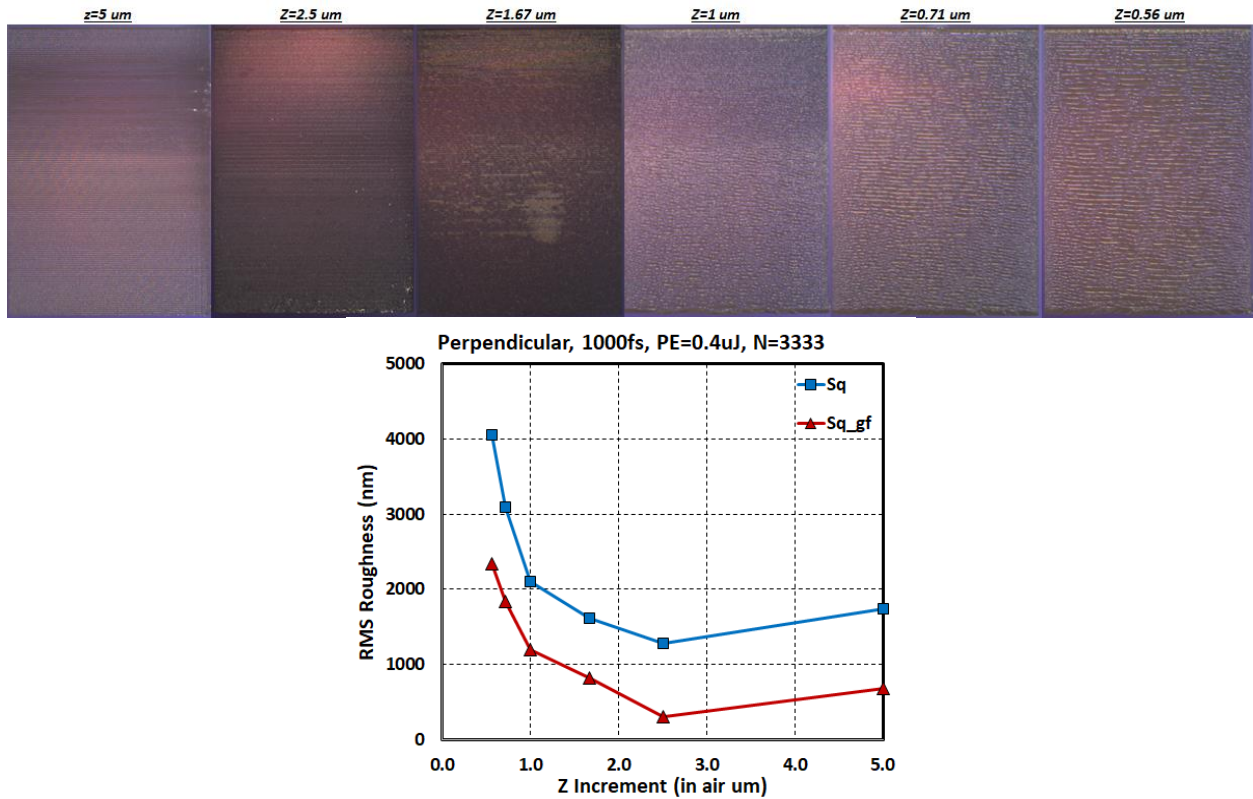 z=5 um Z=2.5 um Z=1.67 um Z=1 um Z=0.71 um Z=0.56 um
Perpendicular, 1000fs, PE=0.4uJ, N=3333
5000
4000
3000
2000
1000
0
RMS Roughness (nm)
Sq
Sq_gf
0.0 1.0 2.0 3.0 4.0 5.0
Z Increment (in air um)